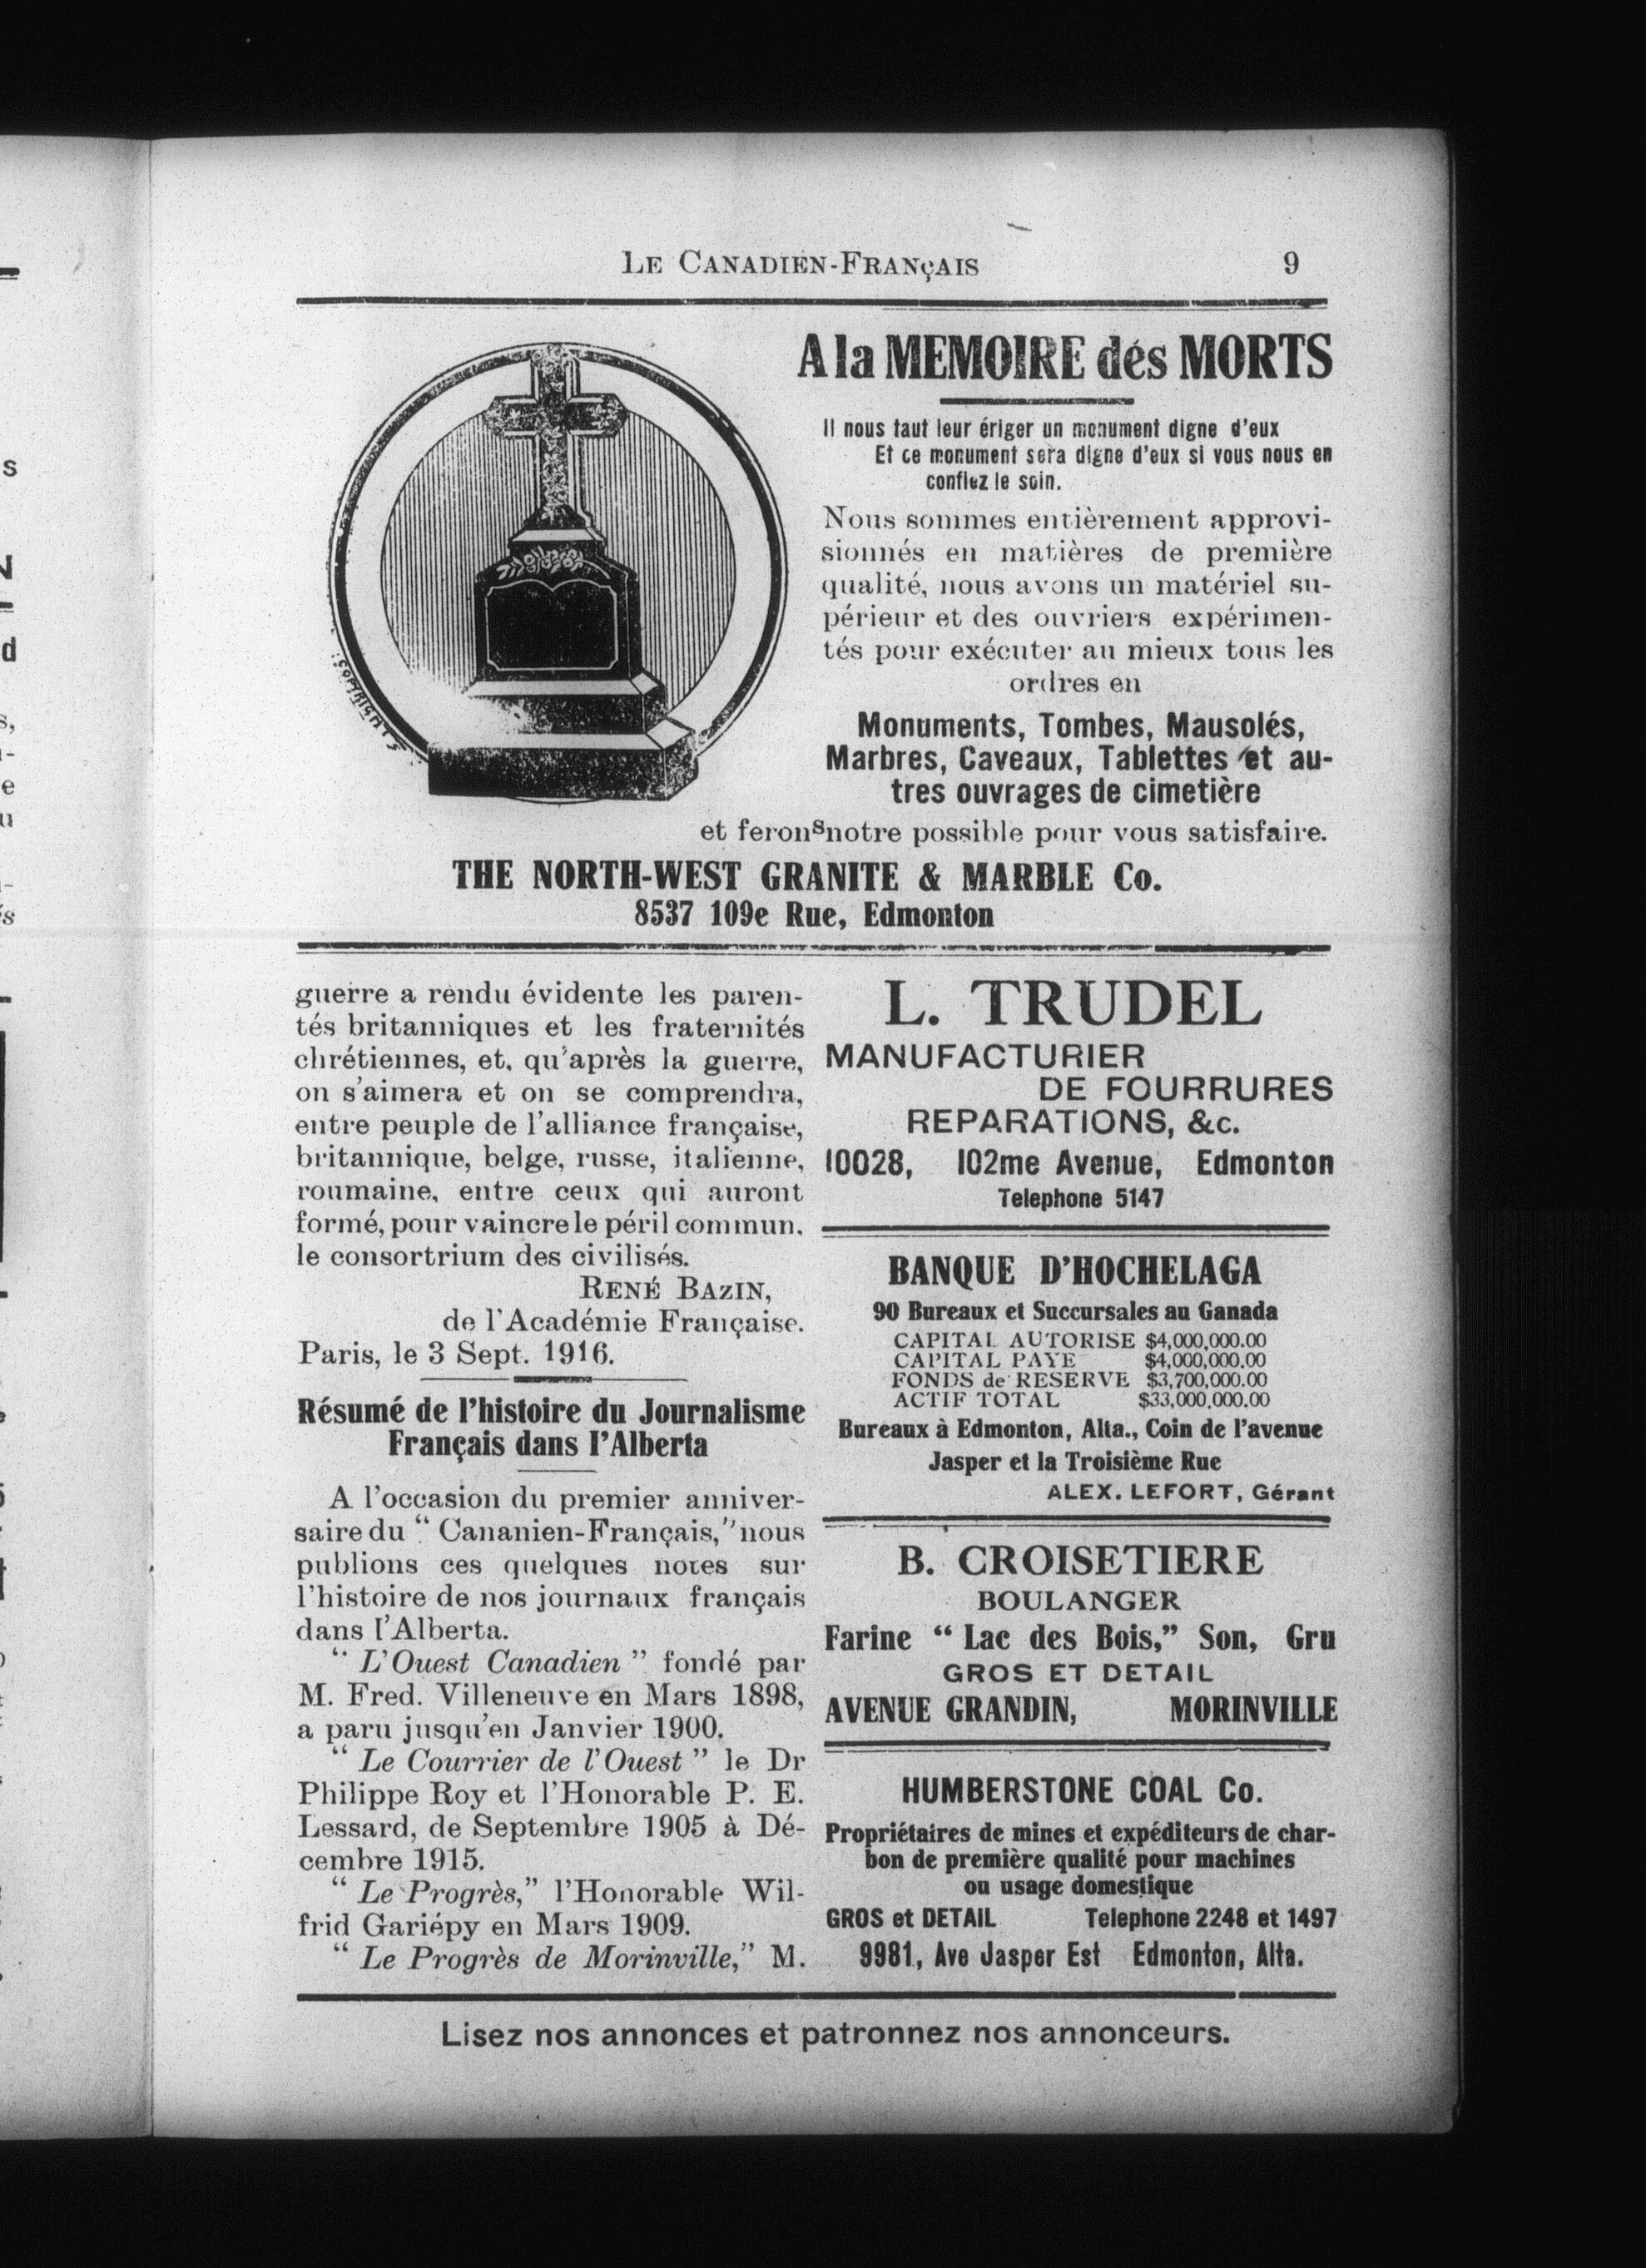 LE CANADIEN-FRANçAIS 9
A la MEMOIRE dés MORTS
Il nous taut leur ériger un monument digne d'eux
Et ce monument sera digne d'eux si vous nous en
confiez le soin.
Nous sommes entièrement approvi-
sionnés en matières de première
qualité, nous avons un matériel su-
périeur et des ouvriers expérimen-
tés pour exécuter au mieux tous les
ordres en
Monuments, Tombes, Mausolés,
Marbres, Caveaux, Tablettes et au-
tres ouvrages de cimetière
et ferons notre possible pour vous satisfaire.
COPYRIGHTS
THE NORTH-WEST GRANITE & MARBLE Co.
8537 109e Rue, Edmonton
guerre a rendu évidente les paren-
tés britanniques et les fraternités
chrétiennes, et, qu'après la guerre,
on s'aimera et on se comprendra,
entre peuple de l'alliance française,
britannique, belge, russe, italienne,
roumaine, entre ceux qui auront
formé, pour vaincre le péril commun.
le consortrium des civilisés.
RENÉ BAZIN,
de l'Académie Française.
Paris, le 3 Sept. 1916.
Résumé de l'histoire du Journalisme
Français dans l'Alberta
A l'occasion du premier anniver-
saire du " Cananien-Français," nous
publions ces quelques notes sur
l'histoire de nos journaux français
dans l'Alberta.
" L'Ouest Canadien " fondé par
M. Fred. Villeneuve en Mars 1898,
a paru jusqu'en Janvier 1900.
" Le Courrier de l'Ouest " le Dr
Philippe Roy et l'Honorable P. E.
Lessard, de Septembre 1905 à Dé-
cembre 1915.
" Le Progrès," l'Honorable Wil-
frid Gariépy en Mars 1909.
" Le Progrès de Morinville," M.
L. TRUDEL
MANUFACTURIER
DE FOURRURES
REPARATIONS, &c.
10028, 102me Avenue, Edmonton
Telephone 5147
BANQUE D'HOCHELAGA
90 Bureaux et Succursales au Ganada
CAPITAL AUTORISE $4,000,000.00
CAPITAL PAYE $4,000,000.00
FONDS de RESERVE $3,700,000.00
ACTIF TOTAL $33,000,000,00
Bureaux à Edmonton, Alta., Coin de l'avenue
Jasper et la Troisième Rue
ALEX. LEFORT, Gérant
B. CROISETIERE
BOULANGER
Farine " Lac des Bois," Son, Gru
GROS ET DETAIL
AVENUE GRANDIN, MORINVILLE
HUMBERSTONE COAL Co.
Propriétaires de mines et expéditeurs de char-
bon de première qualité pour machines
ou usage domestique
GROS et DETAIL Telephone 2248 et 1497
9981, Ave Jasper Est Edmonton, Alta.
Lisez nos annonces et patronnez nos annonceurs.